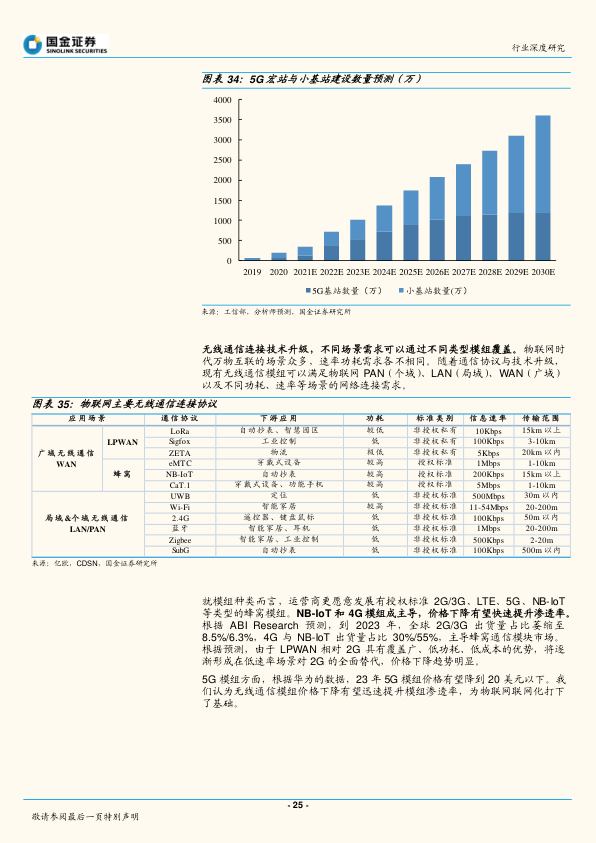 国金证券
SINOLINK SECURITIES
行业深度研究
图表 34：5G 宏站与小基站建设数量预测（万）
4000
3500
3000
2500
2000
1500
1000
500
0
2019 2020 2021E 2022E 2023E 2024E 2025E 2026E 2027E 2028E 2029E 2030E
5G基站数量（万） 小基站数量(万)
来源：工信部，分析师预测，国金证券研究所
无线通信连接技术升级，不同场景需求可以通过不同类型模组覆盖。物联网时
代万物互联的场景众多，速率功耗需求各不相同。随着通信协议与技术升级，
现有无线通信模组可以满足物联网 PAN（个域）、LAN（局域）、WAN（广域）
以及不同功耗、速率等场景的网络连接需求。
图表 35：物联网主要无线通信连接协议
应用场景 通信协议 下游应用 功耗 标准类别 信息速率 传输范围
广域无线通信 WAN LPWAN LoRa 自动抄表、智慧园区 较低 非授权私有 10Kbps 15km 以上
Sigfox 工业控制 低 非授权私有 100Kbps 3-10km
ZETA 物流 极低 非授权私有 5Kbps 20km 以内
蜂窝 eMTC 穿戴式设备 较高 授权标准 1Mbps 1-10km
NB-IoT 自动抄表 较高 授权标准 200Kbps 15km 以上
CaT.1 穿戴式设备、功能手机 较高 授权标准 5Mbps 1-10km
局域&个域无线通信 LAN/PAN UWB 定位 低 非授权标准 500Mbps 30m 以内
Wi-Fi 智能家居 较高 非授权标准 11-54Mbps 20-200m
2.4G 遥控器、键盘鼠标 低 非授权标准 100Kbps 50m 以内
蓝牙 智能家居、耳机 低 非授权标准 1Mbps 20-200m
Zigbee 智能家居、工业控制 低 非授权标准 500Kbps 2-20m
SubG 自动抄表 低 非授权标准 100Kbps 500m 以内
来源：亿欧，CDSN，国金证券研究所
就模组种类而言，运营商更愿意发展有授权标准 2G/3G、LTE、5G、NB-IoT
等类型的蜂窝模组。NB-IoT 和 4G 模组成主导，价格下降有望快速提升渗透率。
根据 ABI Research 预测，到 2023 年，全球 2G/3G 出货量占比萎缩至
8.5%/6.3%，4G 与 NB-IoT 出货量占比 30%/55%，主导蜂窝通信模块市场。
根据预测，由于 LPWAN 相对 2G 具有覆盖广、低功耗、低成本的优势，将逐
渐形成在低速率场景对 2G 的全面替代，价格下降趋势明显。
5G 模组方面，根据华为的数据，23 年 5G 模组价格有望降到 20 美元以下。我
们认为无线通信模组价格下降有望迅速提升模组渗透率，为物联网联网化打下
了基础。
- 25 -
敬请参阅最后一页特别声明